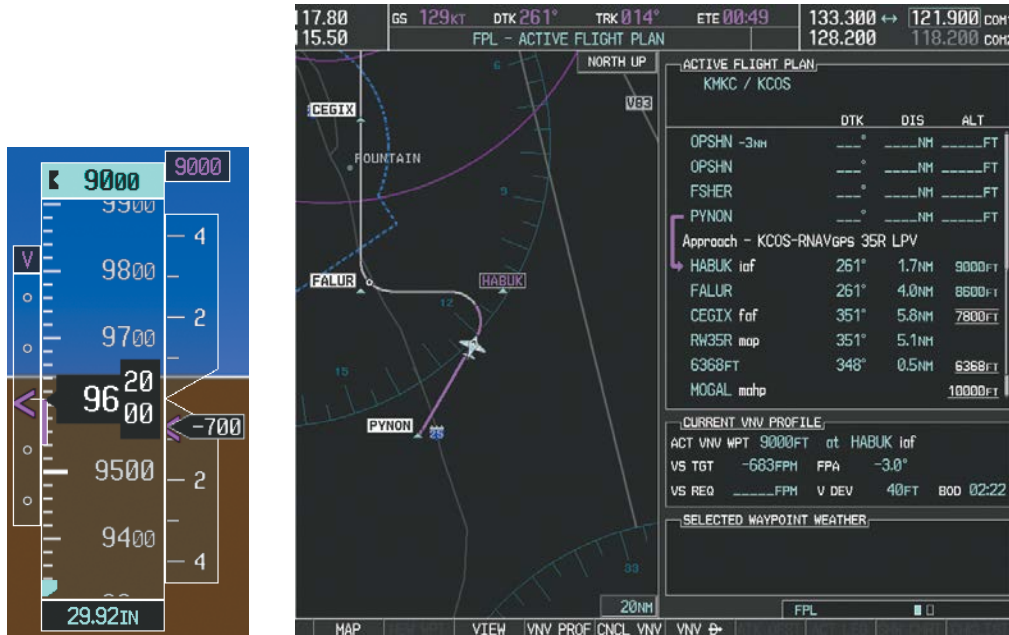 9000
9000
9900
4
V
9800
2
9700
96 20
00
-700
9500
2
9400
4
29.92IN
17.80
15.50
GS 129KT DTK 261° TRK 014° ETE 00:49
FPL – ACTIVE FLIGHT PLAN
133.300 ↔ 121.900 COM1
128.200 118.200 COM2
NORTH UP
6
V83
CEGIX
FOUNTAIN
9
FALUR
HABUK
12
15
PYNON
25
33
20NM
ACTIVE FLIGHT PLAN
KMKC / KCOS
DTK DIS ALT
OPSHN -3NM ___° ____NM _____FT
OPSHN ___° ____NM _____FT
FSHER ___° ____NM _____FT
PYNON ___° ____NM _____FT
Approach – KCOS-RNAVGPS 35R LPV
HABUK iaf 261° 1.7NM 9000FT
FALUR 261° 4.0NM 8600FT
CEGIX faf 351° 5.8NM 7800FT
RW35R map 351° 5.1NM
6368FT 348° 0.5NM 6368FT
MOGAL mahp 10000FT
CURRENT VNV PROFILE
ACT VNV WPT 9000FT at HABUK iaf
VS TGT -683FPM FPA -3.0°
VS REQ _____FPM V DEV 40FT BOD 02:22
SELECTED WAYPOINT WEATHER
FPL
MAP VIEW VNV PROF CNCL VNV VNV